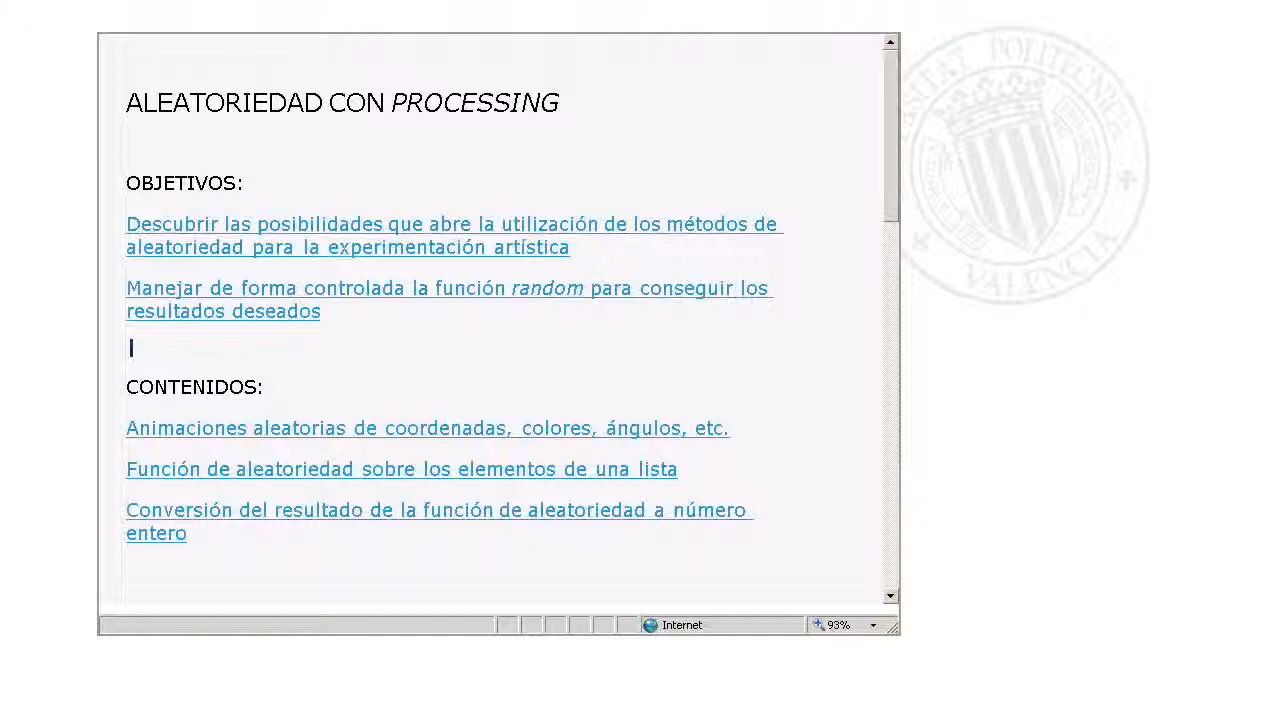 ALEATORIEDAD CON PROCESSING
OBJETIVOS:
Descubrir las posibilidades que abre la utilización de los métodos de
aleatoriedad para la experimentación artística
Manejar de forma controlada la función random para conseguir los
resultados deseados
CONTENIDOS:
Animaciones aleatorias de coordenadas, colores, ángulos, etc.
Función de aleatoriedad sobre los elementos de una lista
Conversión del resultado de la función de aleatoriedad a número
entero
Internet
93%
POLITECNI
VALENCIA